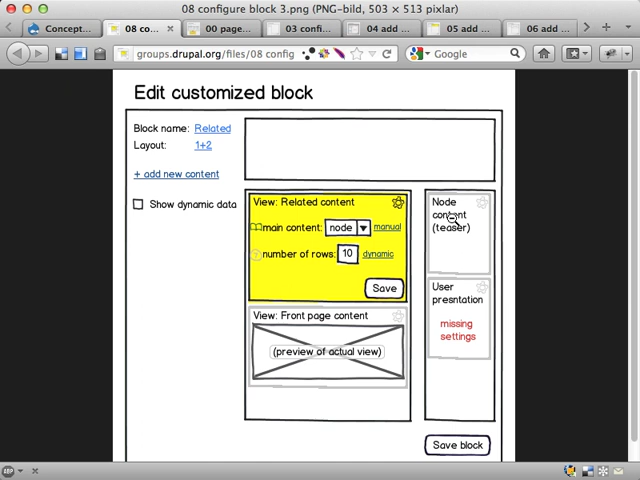 08 configure block 3.png (PNG-bild, 503 × 513 pixlar)
Concept...
08 co...
00 page...
03 confi...
04 add ...
05 add ...
06 add ...
groups.drupal.org/files/08 config
Google
Edit customized block
Block name: Related
Layout: 1+2
+ add new content
Show dynamic data
View: Related content
main content: node manual
number of rows: 10 dynamic
Save
View: Front page content
(preview of actual view)
Node
content
(teaser)
User
presntation
missing
settings
Save block
ABP